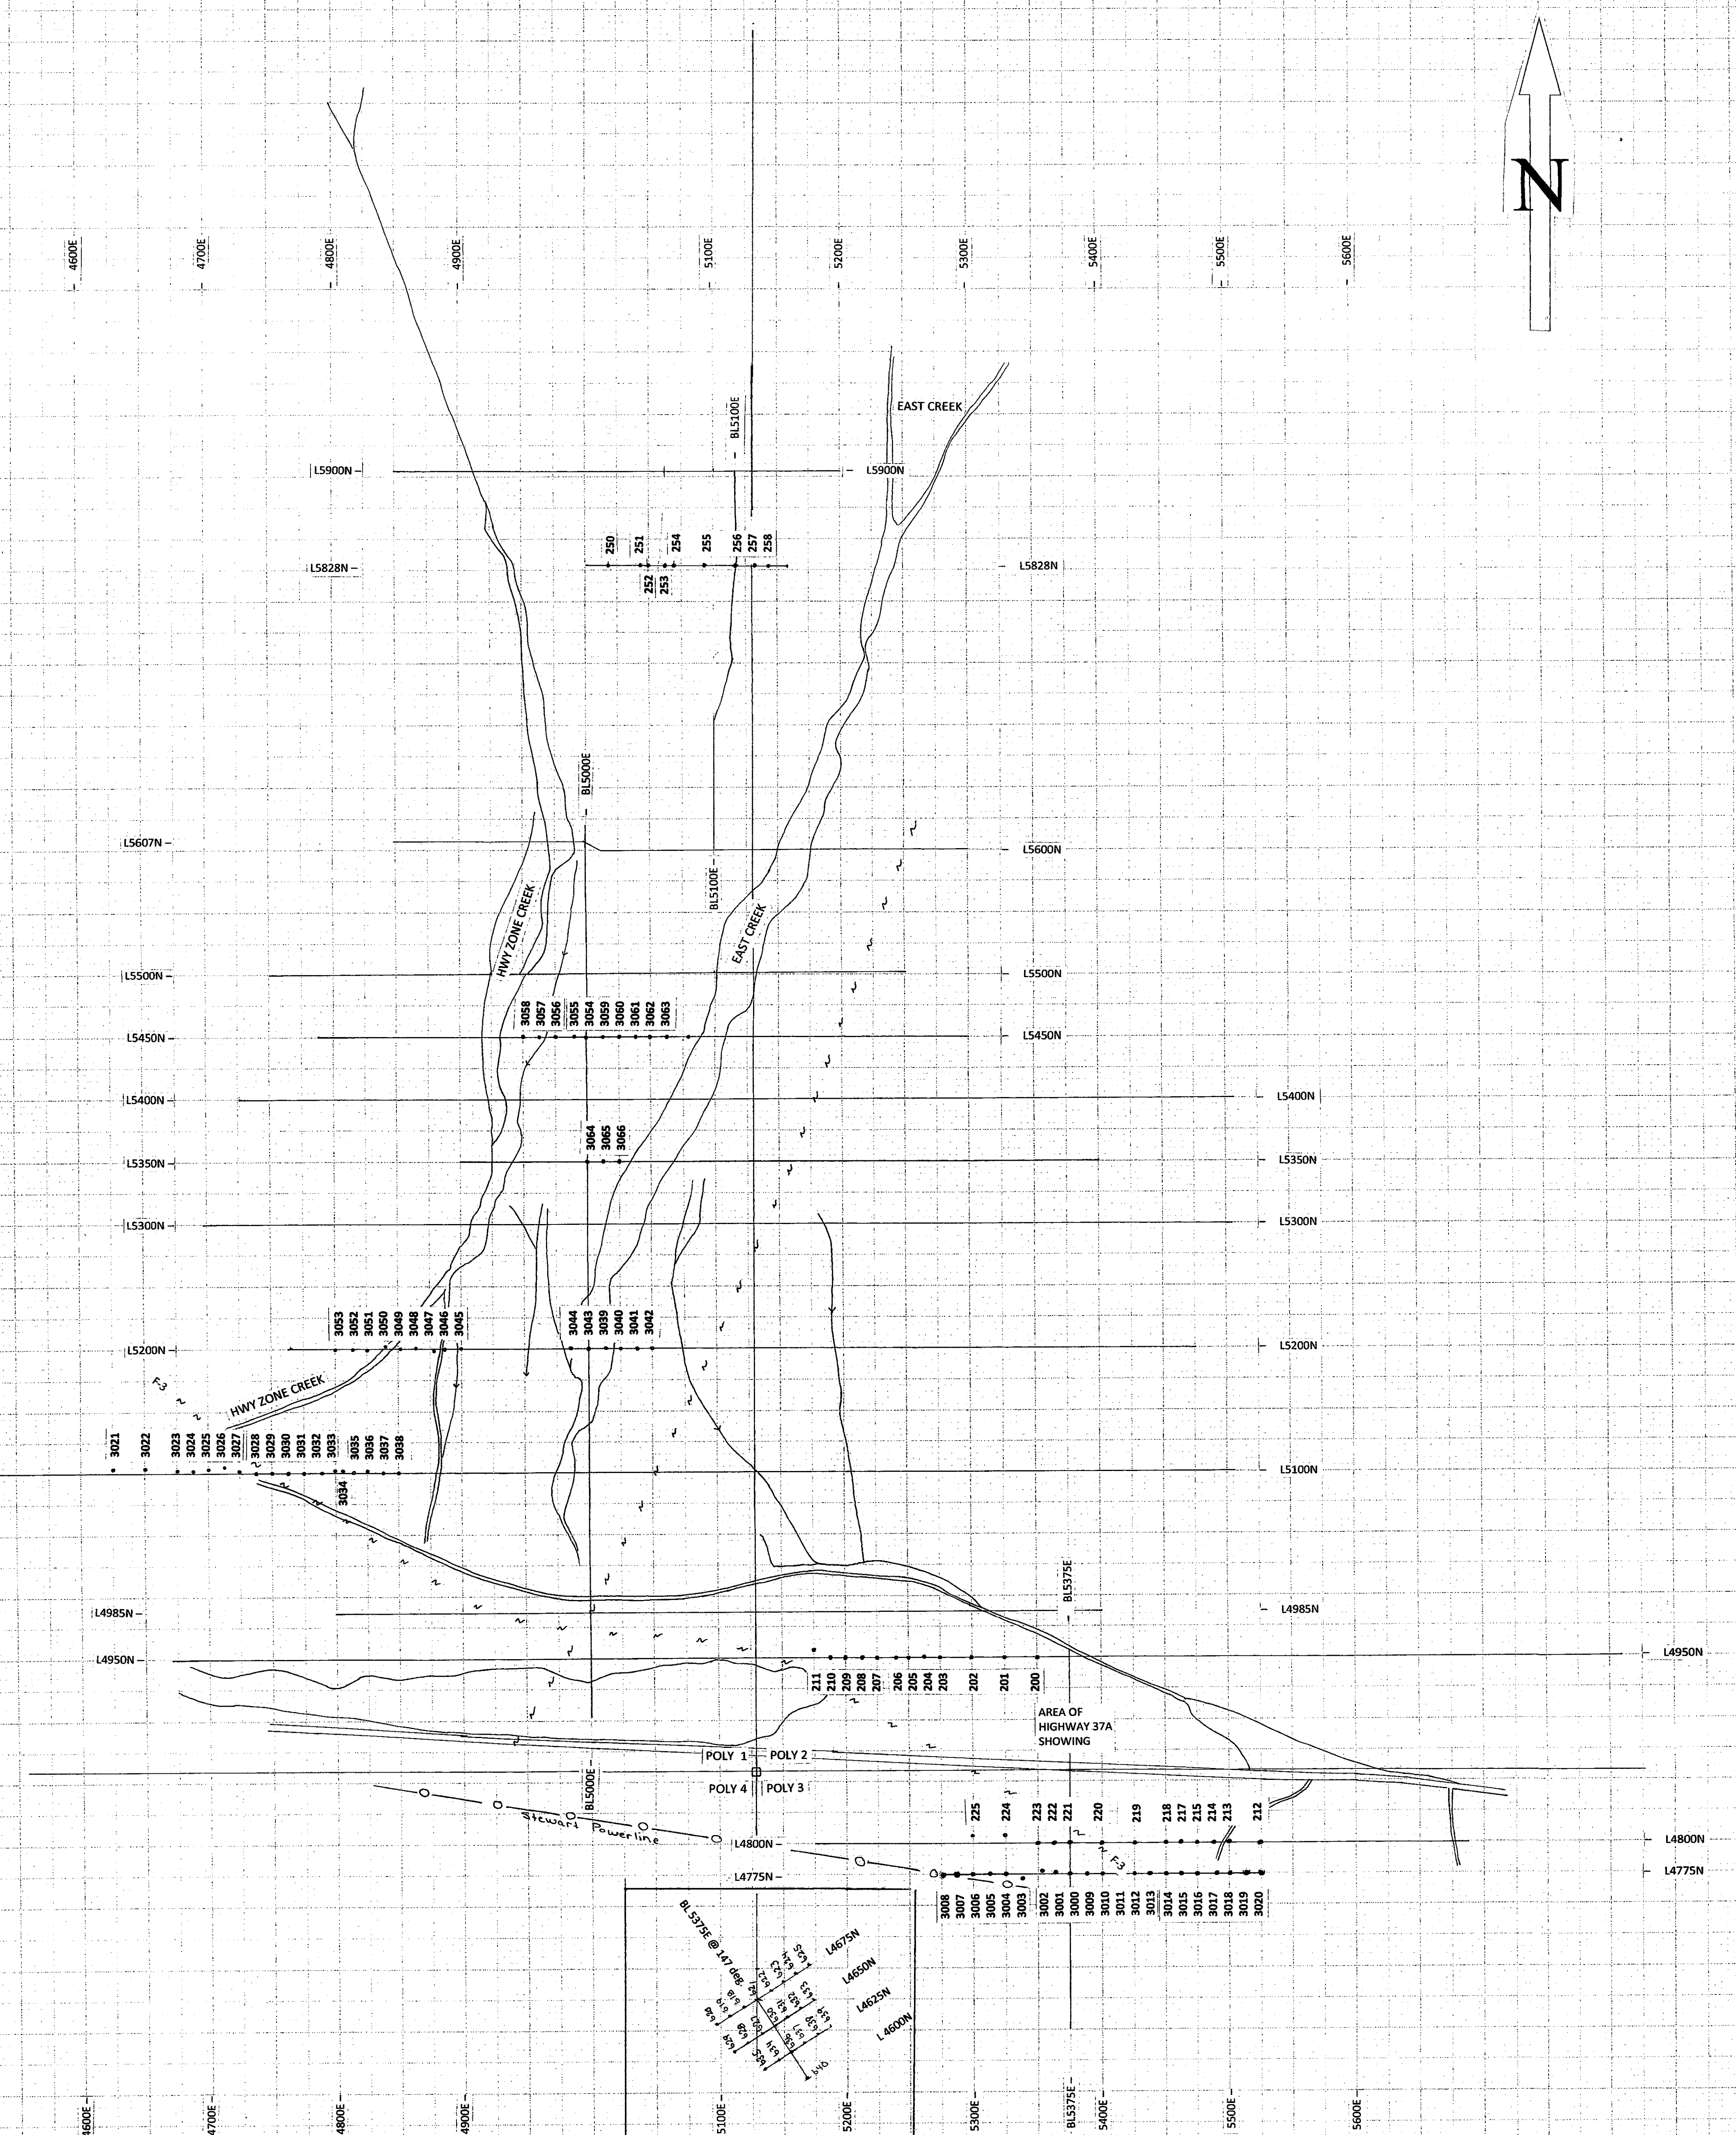 N
4600E
4700E
4800E
4900E
5100E
5200E
5300E
5400E
5500E
5600E
EAST CREEK
BL5100E
L5900N
L5900N
250
251
254
255
256
257
258
L5828N
L5828N
252
253
BL5000E
L5607N
L5600N
BL5100E
HWY ZONE CREEK
EAST CREEK
L5500N
L5500N
3058
3057
3056
3055
3054
3059
3060
3061
3062
3063
L5450N
L5450N
L5400N
L5400N
3064
3065
3066
L5350N
L5350N
L5300N
L5300N
3053
3052
3051
3050
3049
3048
3047
3046
3045
3044
3043
3039
3040
3041
3042
L5200N
L5200N
F-3
HWY ZONE CREEK
3021
3022
3023
3024
3025
3026
3027
3028
3029
3030
3031
3032
3033
3035
3036
3037
3038
L5100N
3034
BL5375E
L4985N
L4985N
L4950N
L4950N
211
210
209
208
207
206
205
204
203
202
201
200
AREA OF
HIGHWAY 37A
SHOWING
POLY 1
POLY 2
POLY 4
POLY 3
BL5000E
Stewart Powerline
225
224
223
222
221
220
219
218
217
215
214
213
212
L4800N
L4800N
F-3
L4775N
L4775N
3008
3007
3006
3005
3004
3003
3002
3001
3000
3009
3010
3011
3012
3013
3014
3015
3016
3017
3018
3019
3020
BL 5375E @ 147 deg.
L4675N
L4650N
L4625N
L4600N
640
4600E
4700E
4800E
4900E
5100E
5200E
5300E
BL5375E
5400E
5500E
5600E